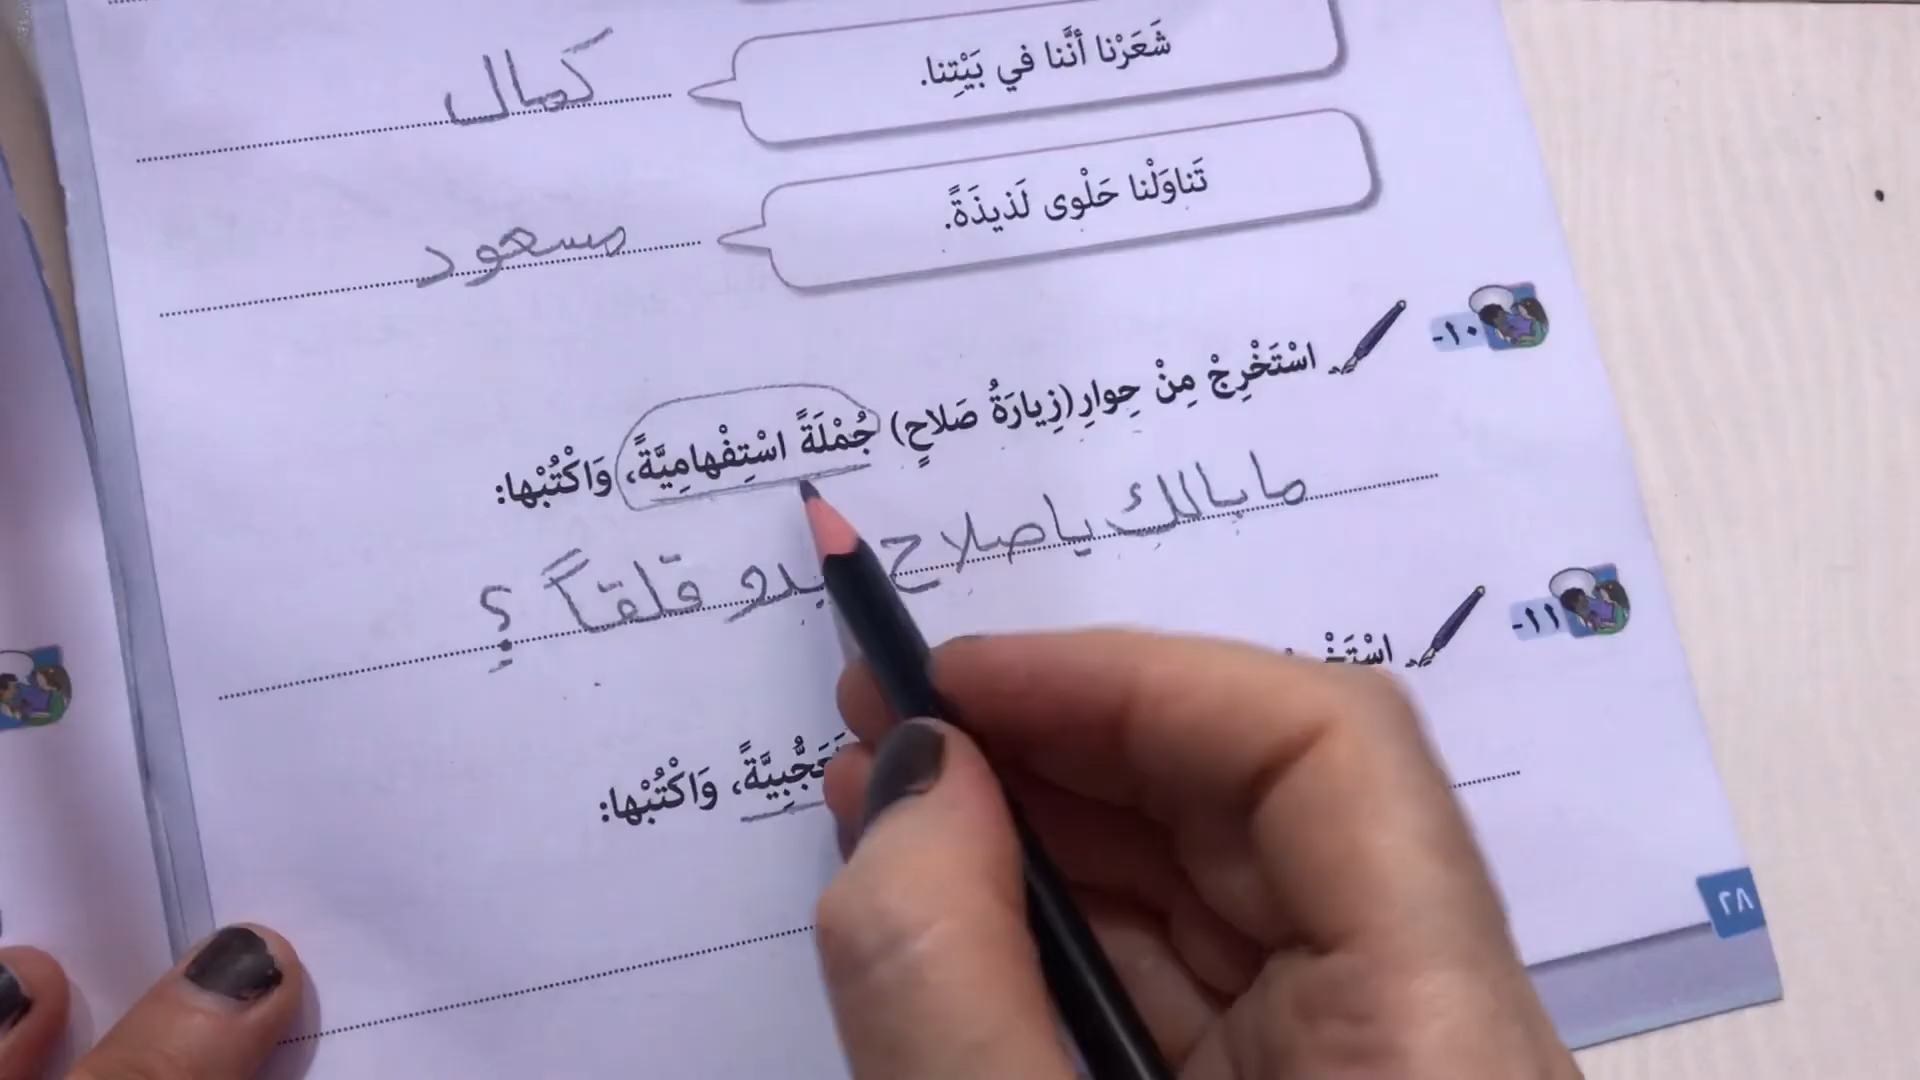 شَعَرْنا أنَّنا في بَيْتِنا.
كمال
تَناوَلْنا حَلْوى لَذيذَةً.
مسعود
١٠-
اسْتَخْرِجْ مِنْ حِوارِ (زِيارَةُ صَلاحٍ) جُمْلَةً اسْتِفْهامِيَّةً، وَاكْتُبْها:
ما بالك يا صلاح
قلقاً ؟
١١-
وَاكْتُبْها:
٢٨